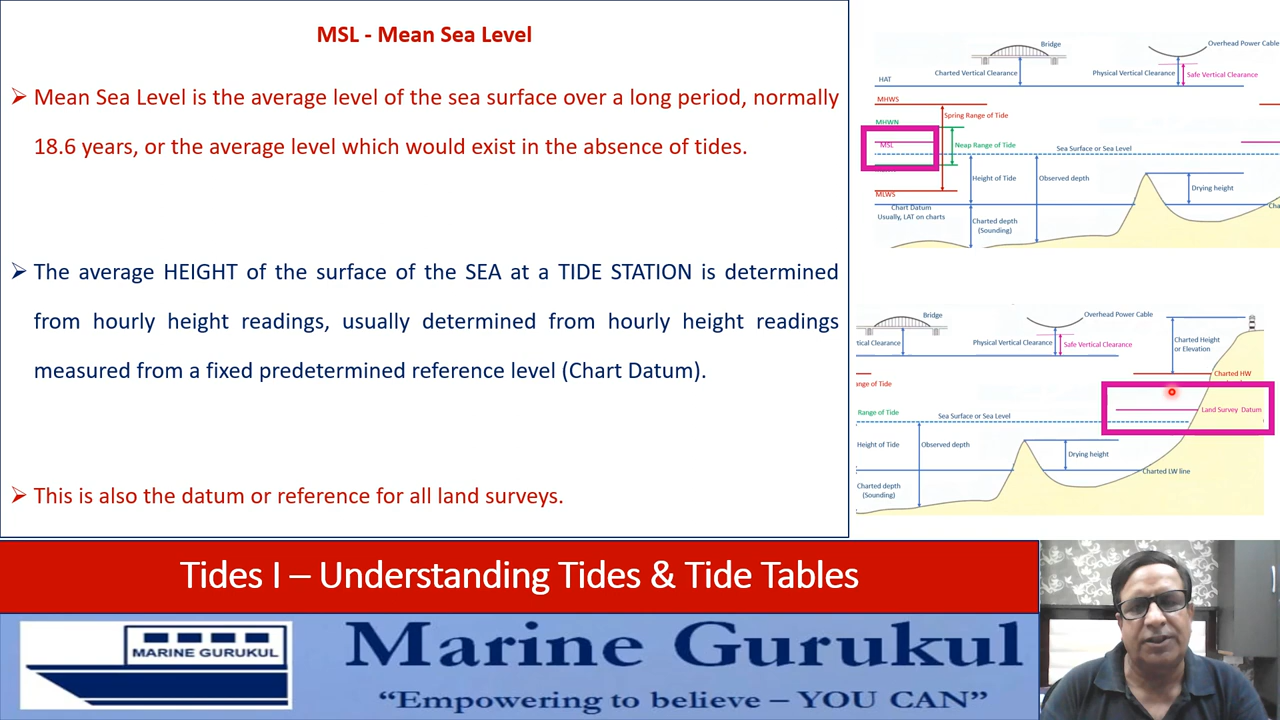 MSL - Mean Sea Level
➢ Mean Sea Level is the average level of the sea surface over a long period, normally
18.6 years, or the average level which would exist in the absence of tides.
➢ The average HEIGHT of the surface of the SEA at a TIDE STATION is determined
from hourly height readings, usually determined from hourly height readings
measured from a fixed predetermined reference level (Chart Datum).
➢ This is also the datum or reference for all land surveys.
Bridge
Overhead Power Cable
HAT
Charted Vertical Clearance
Physical Vertical Clearance
Safe Vertical Clearance
MHWS
Spring Range of Tide
MHWN
MSL
Neap Range of Tide
Sea Surface or Sea Level
Height of Tide
Observed depth
Drying height
MLWS
Chart Datum
Usually, LAT on charts
Charted depth
(Sounding)
Cha
Bridge
Overhead Power Cable
tical Clearance
Physical Vertical Clearance
Safe Vertical Clearance
Charted Height
or Elevation
Charted HW
ange of Tide
Land Survey Datum
Range of Tide
Sea Surface or Sea Level
Height of Tide
Observed depth
Drying height
Charted LW line
Charted depth
(Sounding)
Tides I – Understanding Tides & Tide Tables
MARINE GURUKUL
Marine Gurukul
“Empowering to believe – YOU CAN”